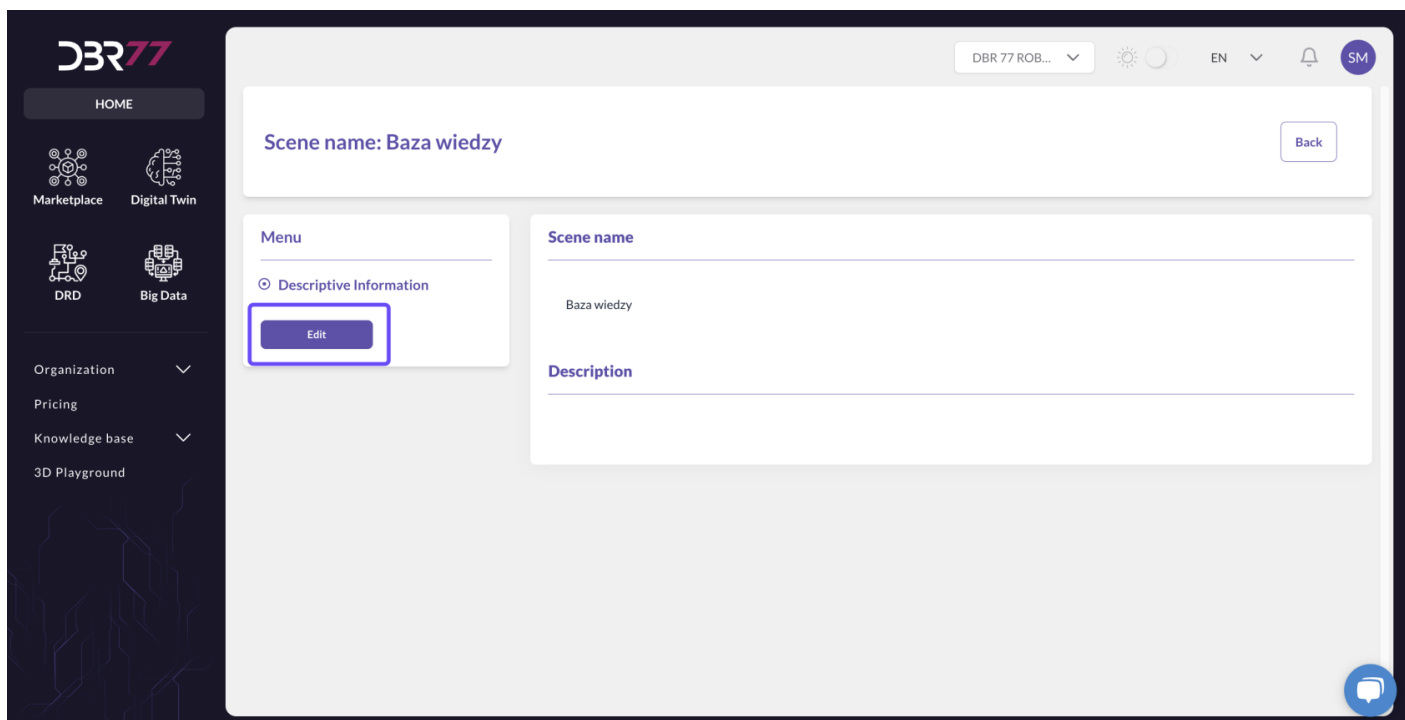 DBR77
DBR 77 ROB...
EN
SM
HOME
Marketplace
Digital Twin
DRD
Big Data
Organization
Pricing
Knowledge base
3D Playground
Scene name: Baza wiedzy
Back
Menu
Descriptive Information
Edit
Scene name
Baza wiedzy
Description